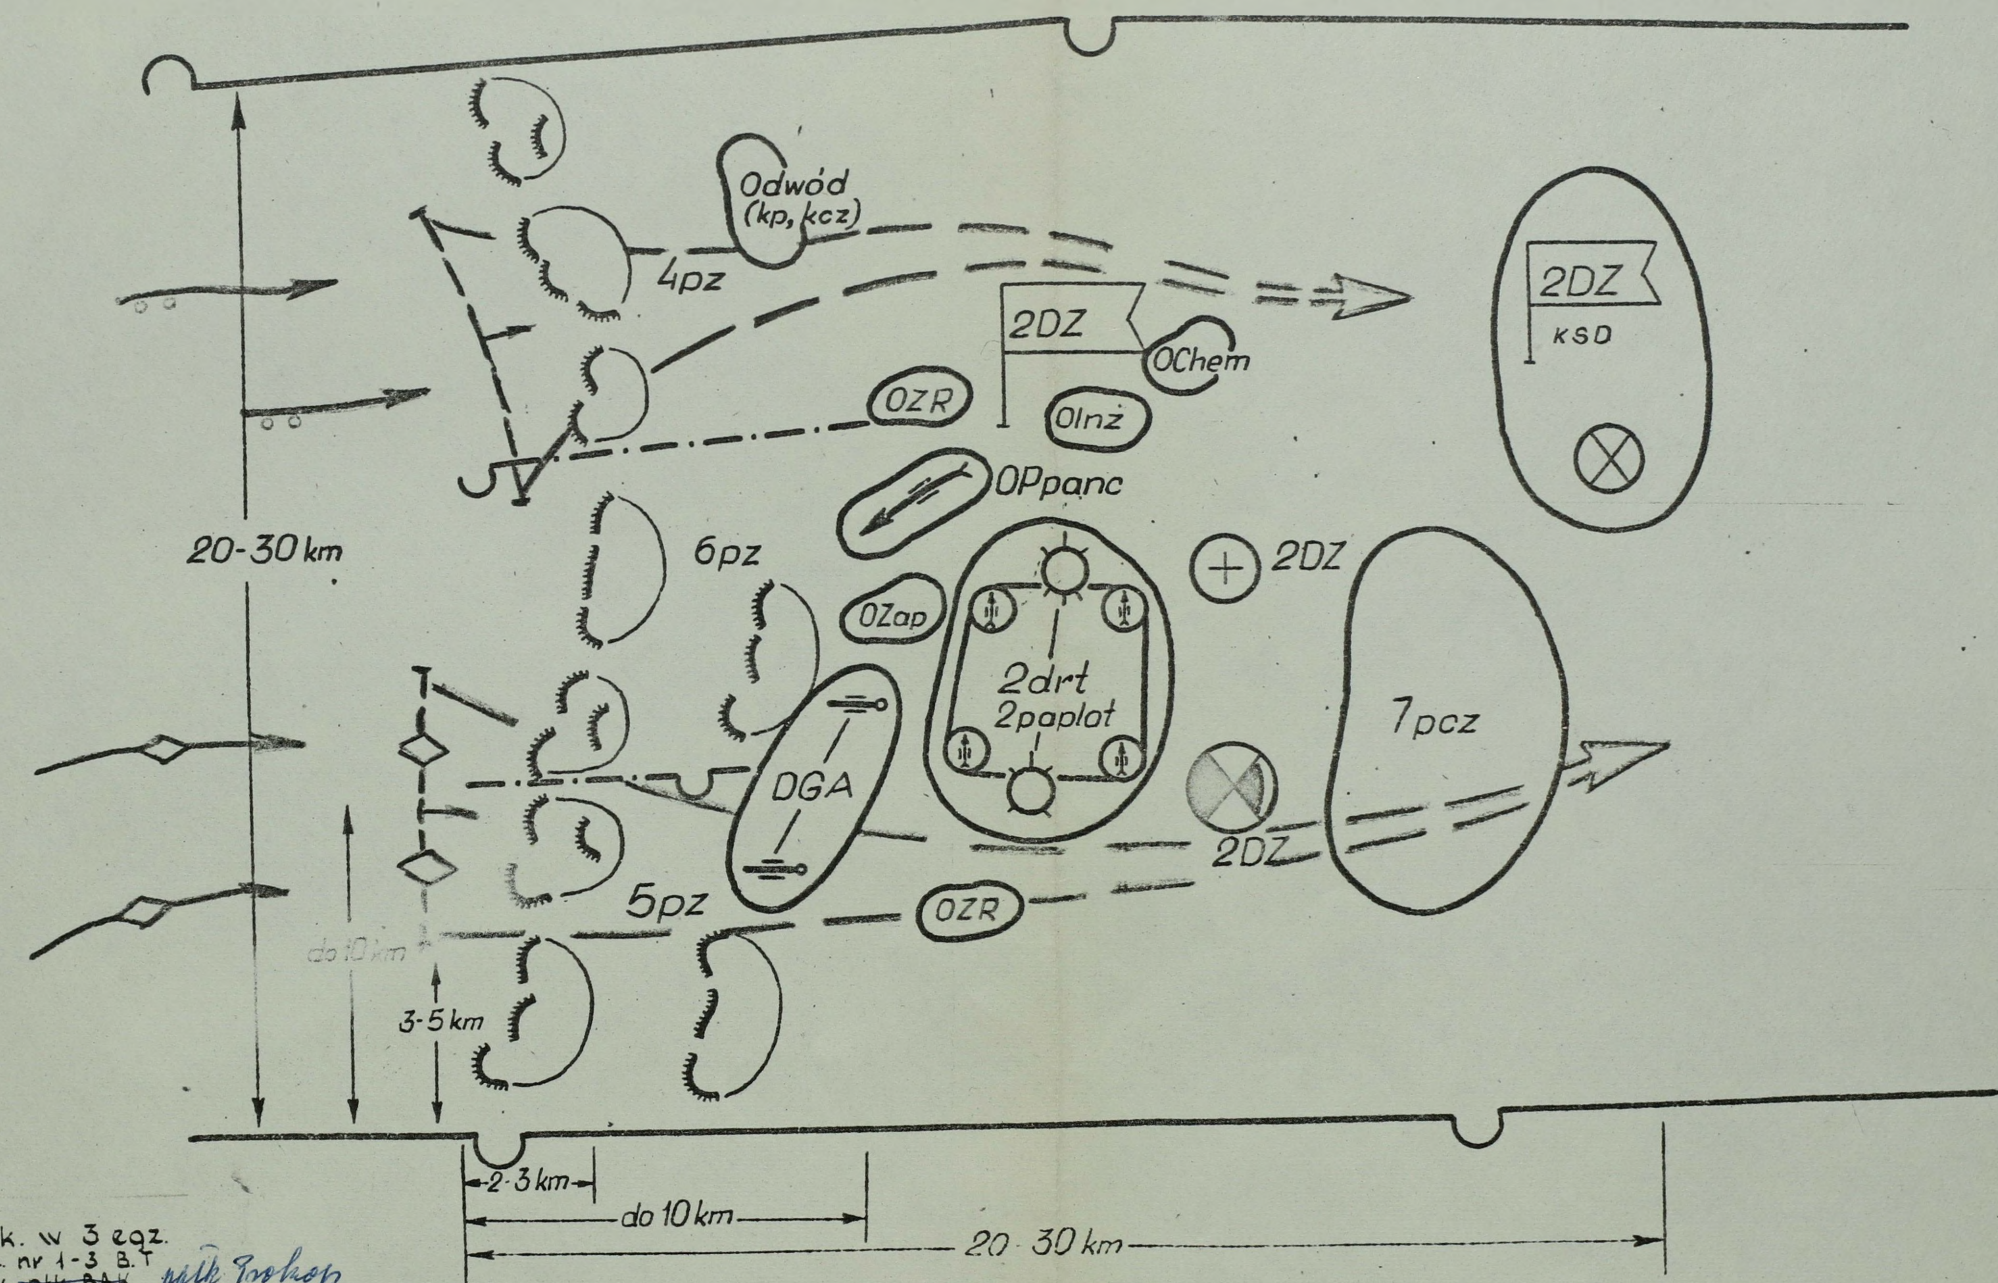 Odwód
(kp, kcz)
4pz
2DZ
2DZ
KSD
OChem
OZR
OInż
OPpanc
20-30 km
6pz
2DZ
OZap
2drt
2paplot
7pcz
DGA
2DZ
5pz
OZR
do 10 km
3-5 km
2-3 km
do 10 km
20-30 km
k. w 3 egz.
nr 1-3 B.T